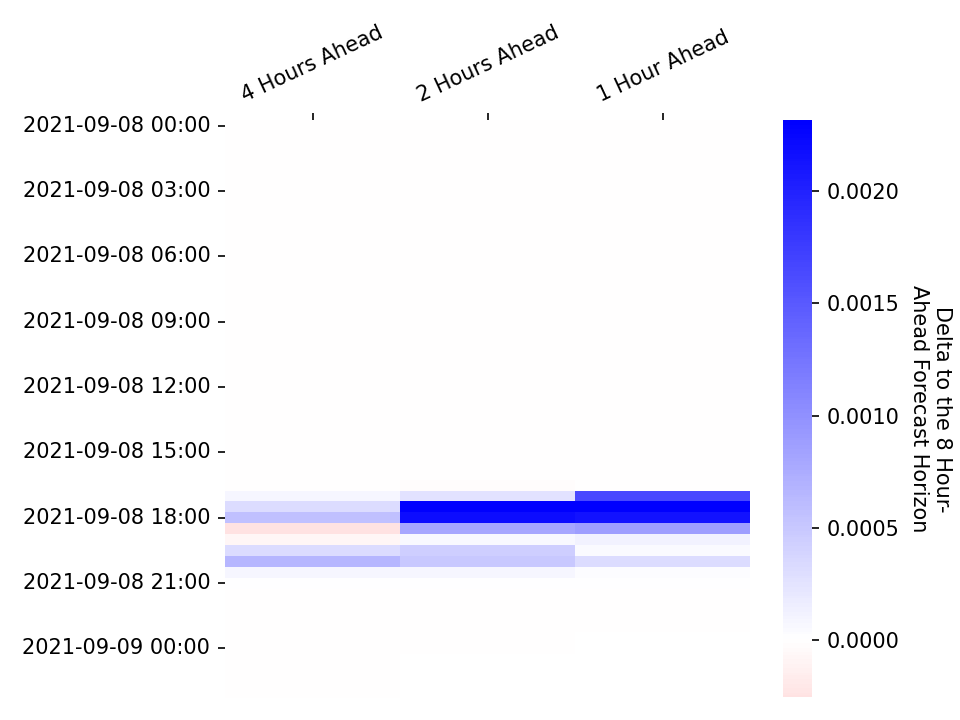 4 Hours Ahead
2 Hours Ahead
1 Hour Ahead
2021-09-08 00:00
2021-09-08 03:00
2021-09-08 06:00
2021-09-08 09:00
2021-09-08 12:00
2021-09-08 15:00
2021-09-08 18:00
2021-09-08 21:00
2021-09-09 00:00
0.0020
0.0015
0.0010
0.0005
0.0000
Delta to the 8 Hour-
Ahead Forecast Horizon